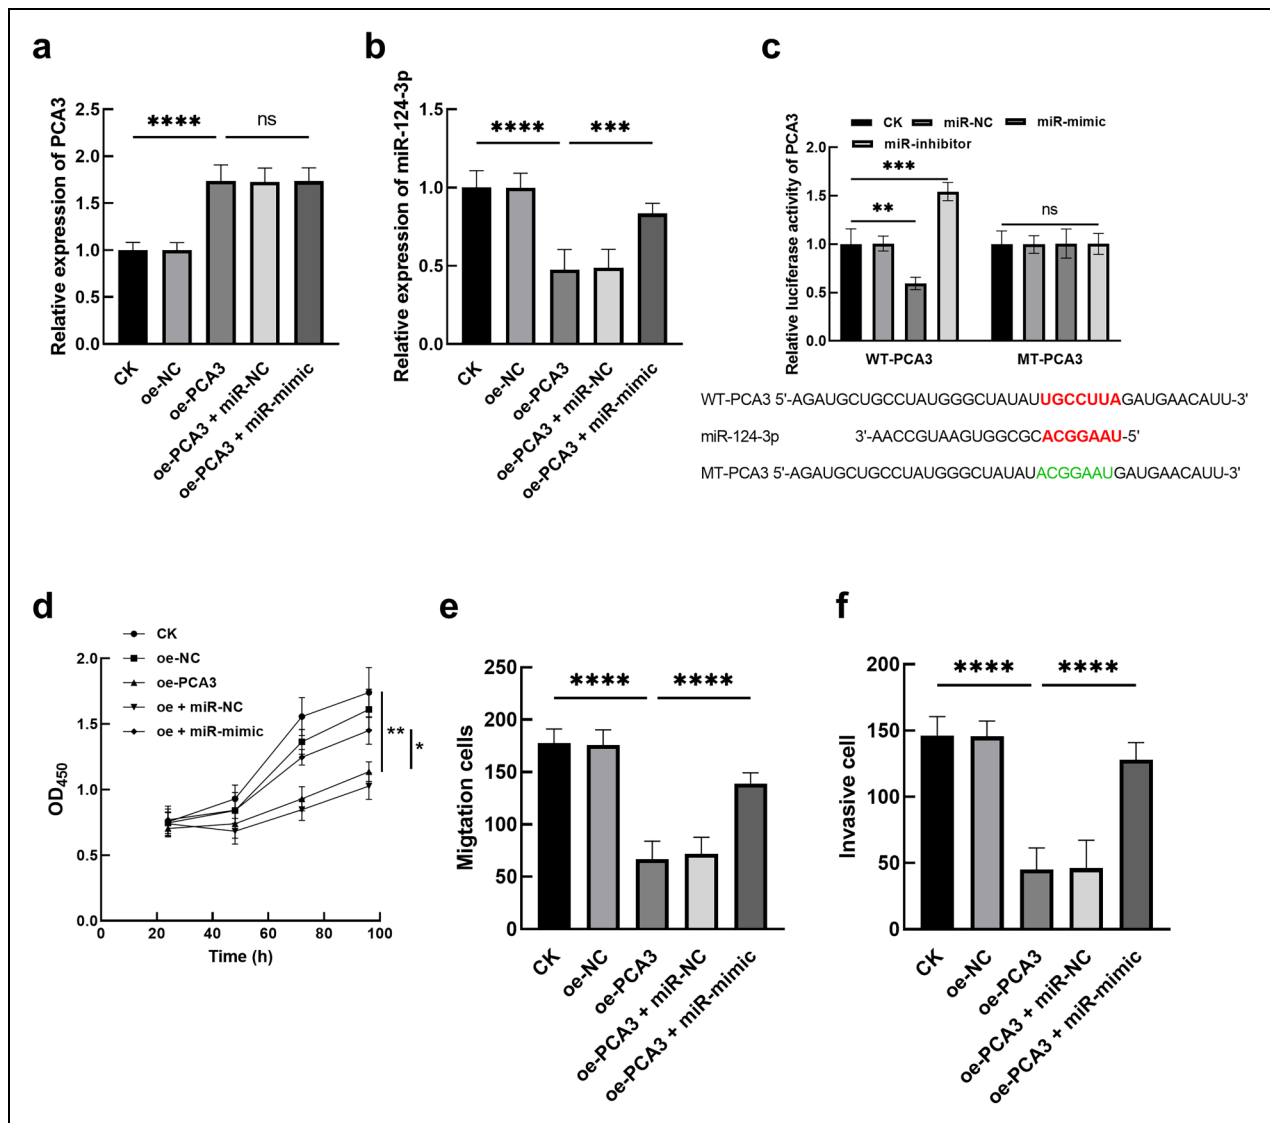 a
Relative expression of PCA3
2.5
2.0
1.5
1.0
0.5
0.0
****
ns
CK
oe-NC
oe-PCA3
oe-PCA3 + miR-NC
oe-PCA3 + miR-mimic
b
Relative expression of miR-124-3p
1.5
1.0
0.5
0.0
****
***
CK
oe-NC
oe-PCA3
oe-PCA3 + miR-NC
oe-PCA3 + miR-mimic
c
Relative luciferase activity of PCA3
CK miR-NC miR-mimic
miR-inhibitor
2.0
1.5
1.0
0.5
0.0
***
**
ns
WT-PCA3 MT-PCA3
WT-PCA3 5'-AGAUGCUGCCUAUGGGCUAUAUUGCCUUAGAUGAACAUU-3'
miR-124-3p 3'-AACCGUAAGUGGCGCACGGAAU-5'
MT-PCA3 5'-AGAUGCUGCCUAUGGGCUAUAUACGGAAUGAUGAACAUU-3'
d
CK
oe-NC
oe-PCA3
oe + miR-NC
oe + miR-mimic
OD450
2.0
1.5
1.0
0.5
0.0
0 20 40 60 80 100
Time (h)
**
*
e
Migtation cells
250
200
150
100
50
0
****
****
CK
oe-NC
oe-PCA3
oe-PCA3 + miR-NC
oe-PCA3 + miR-mimic
f
Invasive cell
200
150
100
50
0
****
****
CK
oe-NC
oe-PCA3
oe-PCA3 + miR-NC
oe-PCA3 + miR-mimic